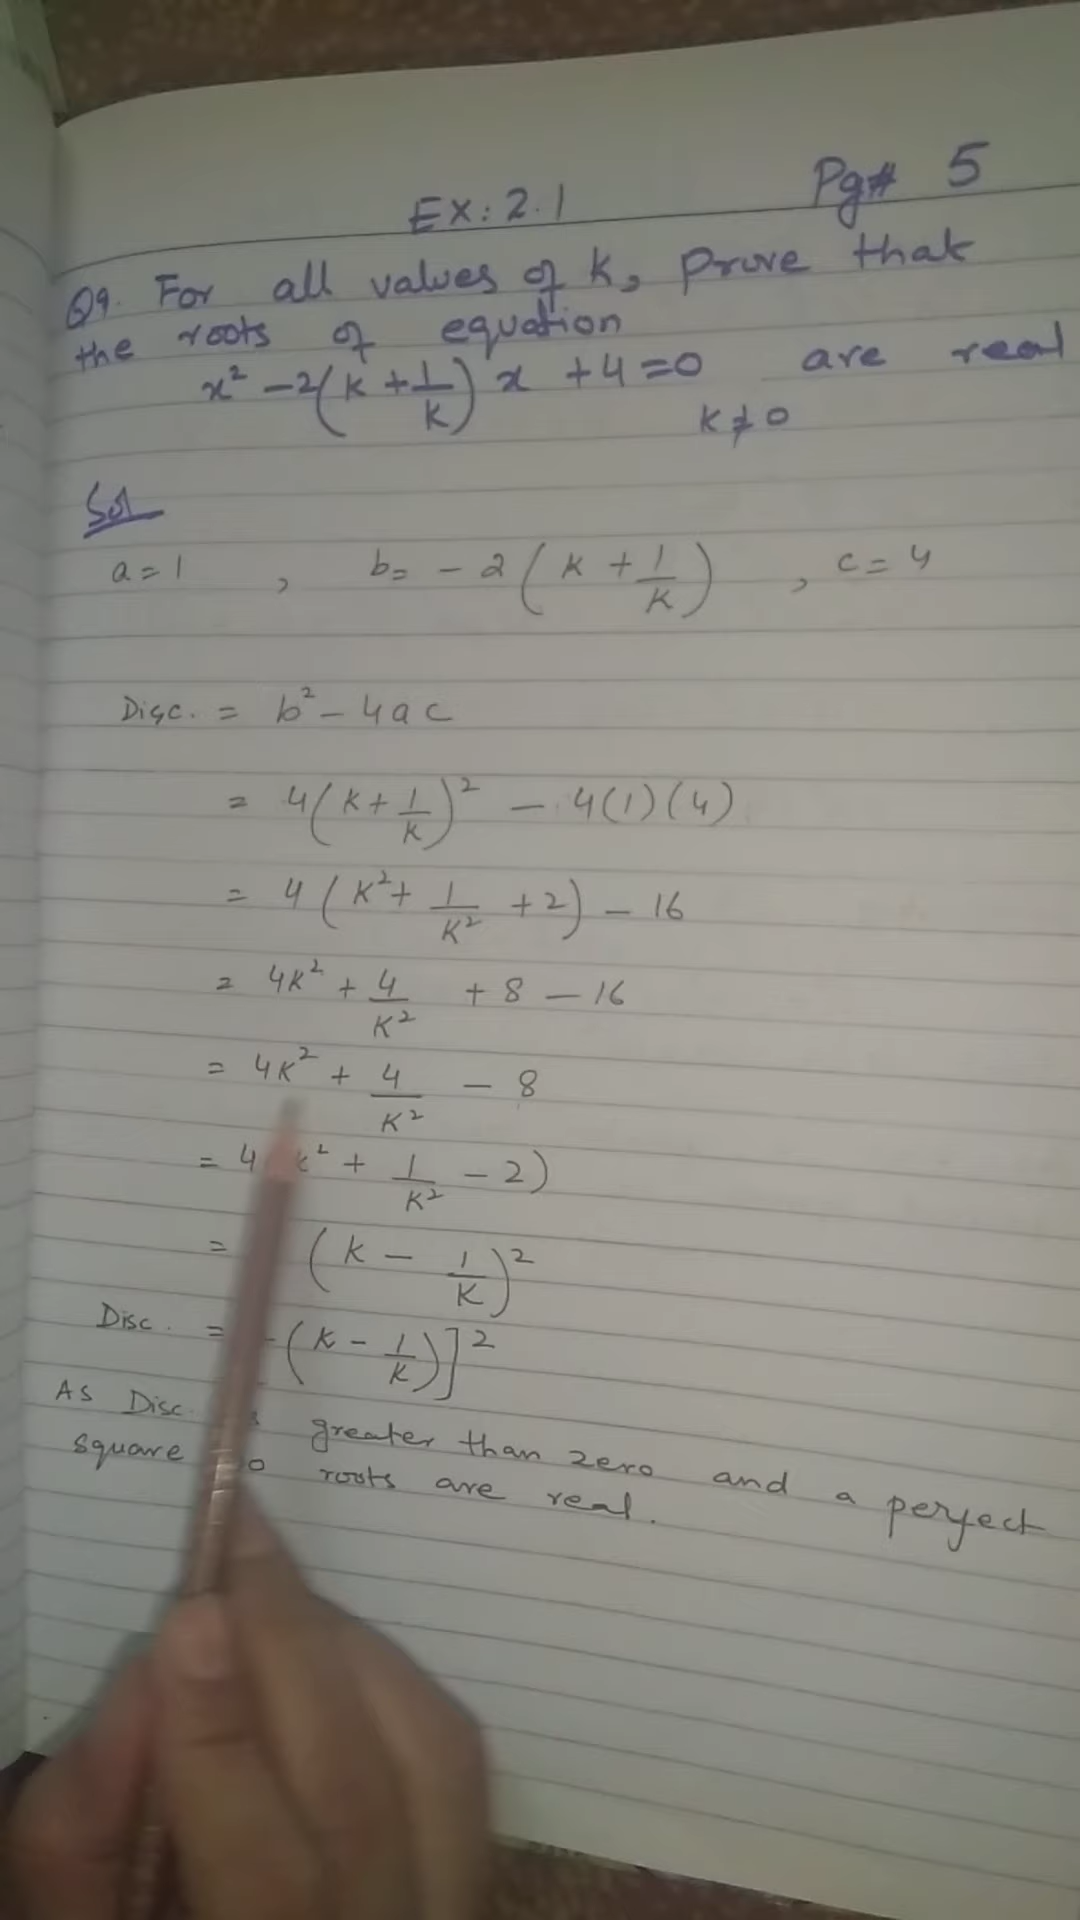 Ex: 2.1 Pg# 5
Q9. For all values of k, prove that
the roots of equation
x² - 2(k + 1/k) x + 4 = 0 are real
k ≠ 0
Sol
a = 1 , b = - 2 (k + 1/k) , c = 4
Disc. = b² - 4ac
= 4(k + 1/k)² - 4(1)(4)
= 4(k² + 1/k² + 2) - 16
= 4k² + 4/k² + 8 - 16
= 4k² + 4/k² - 8
= 4 k² + 1/k² - 2)
= (k - 1/k)²
Disc. = (k - 1/k)]²
As Disc. greater than zero and a perfect
square roots are real.